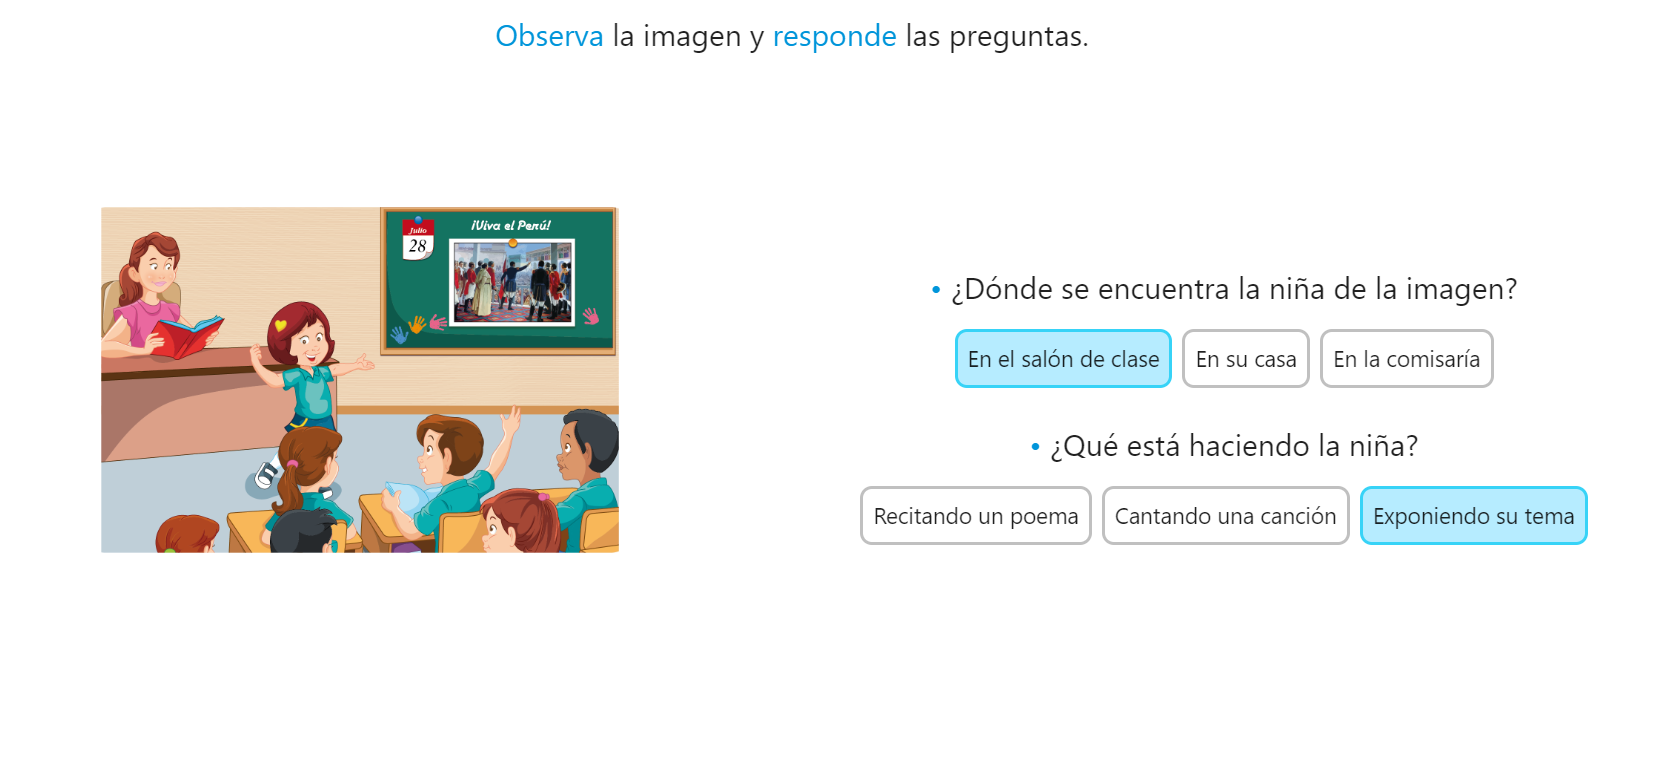 Observa la imagen y responde las preguntas.
Julio
28
¡Viva el Perú!
• ¿Dónde se encuentra la niña de la imagen?
En el salón de clase
En su casa
En la comisaría
• ¿Qué está haciendo la niña?
Recitando un poema
Cantando una canción
Exponiendo su tema